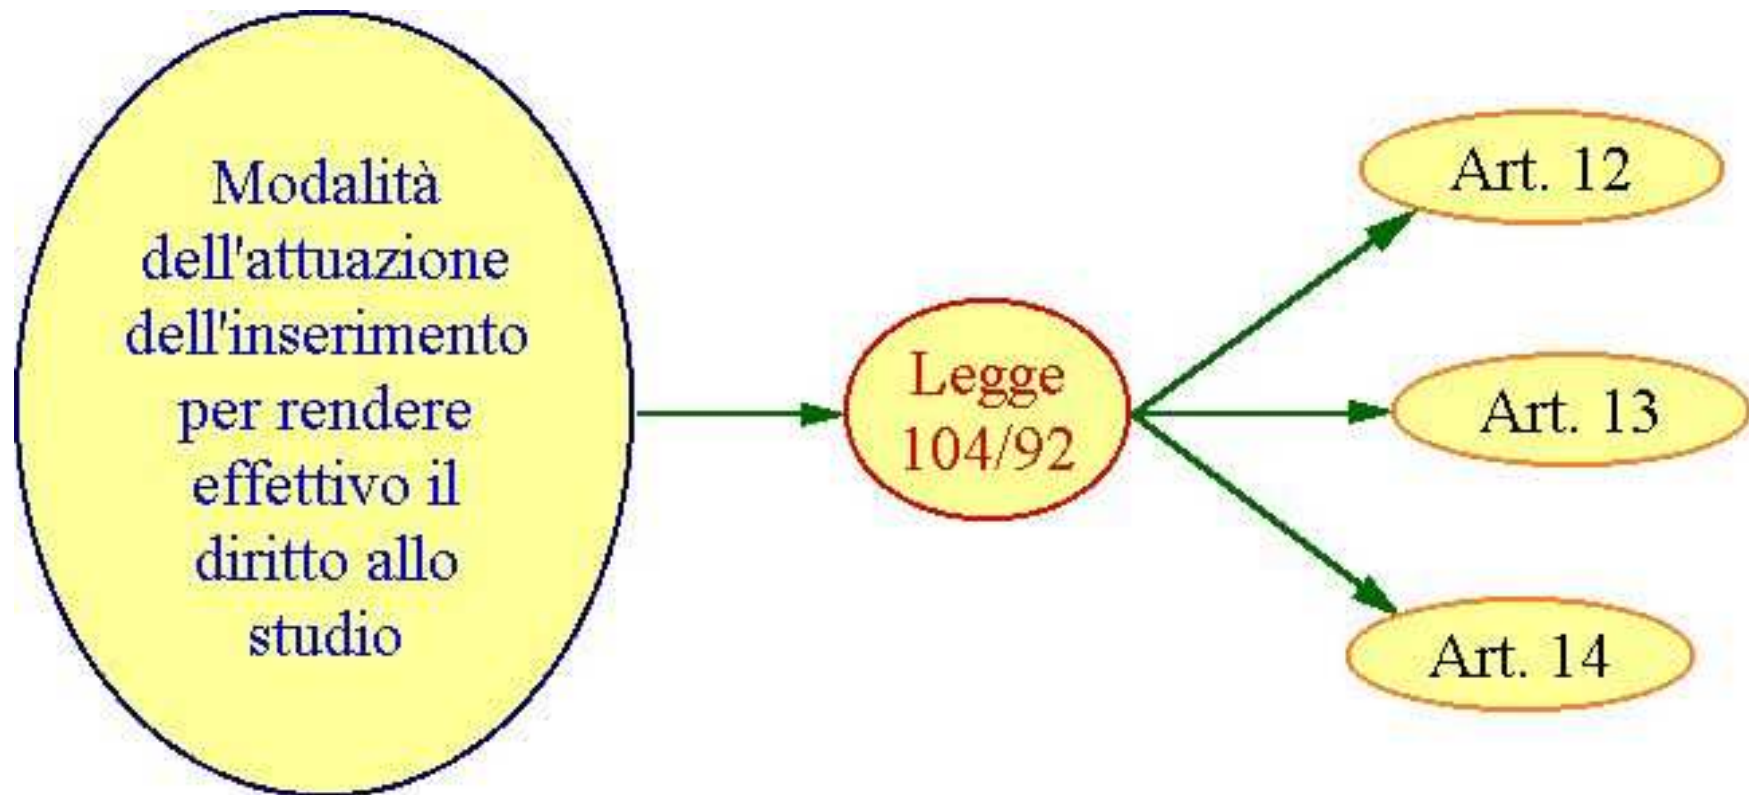 Modalità
dell'attuazione
dell'inserimento
per rendere
effettivo il
diritto allo
studio
Legge
104/92
Art. 12
Art. 13
Art. 14